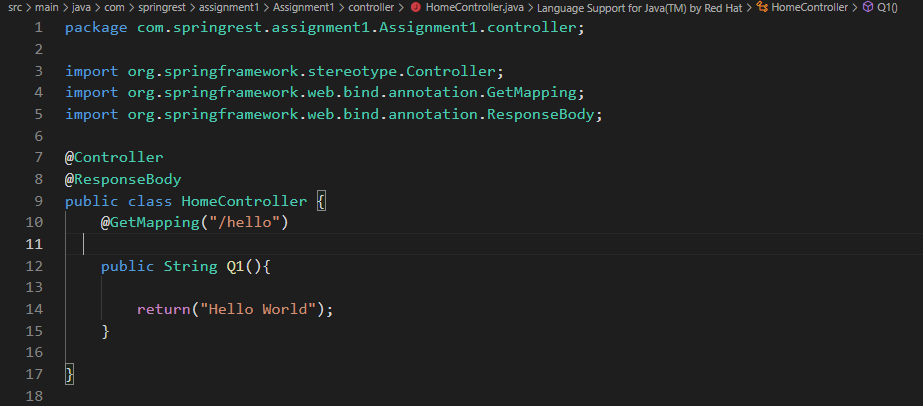 src > main > java > com > springrest > assignment1 > Assignment1 > controller > HomeController.java > Language Support for Java(TM) by Red Hat > HomeController > Q1()
1 package com.springrest.assignment1.Assignment1.controller;
2
3 import org.springframework.stereotype.Controller;
4 import org.springframework.web.bind.annotation.GetMapping;
5 import org.springframework.web.bind.annotation.ResponseBody;
6
7 @Controller
8 @ResponseBody
9 public class HomeController {
10     @GetMapping("/hello")
11
12     public String Q1(){
13
14         return("Hello World");
15     }
16
17 }
18